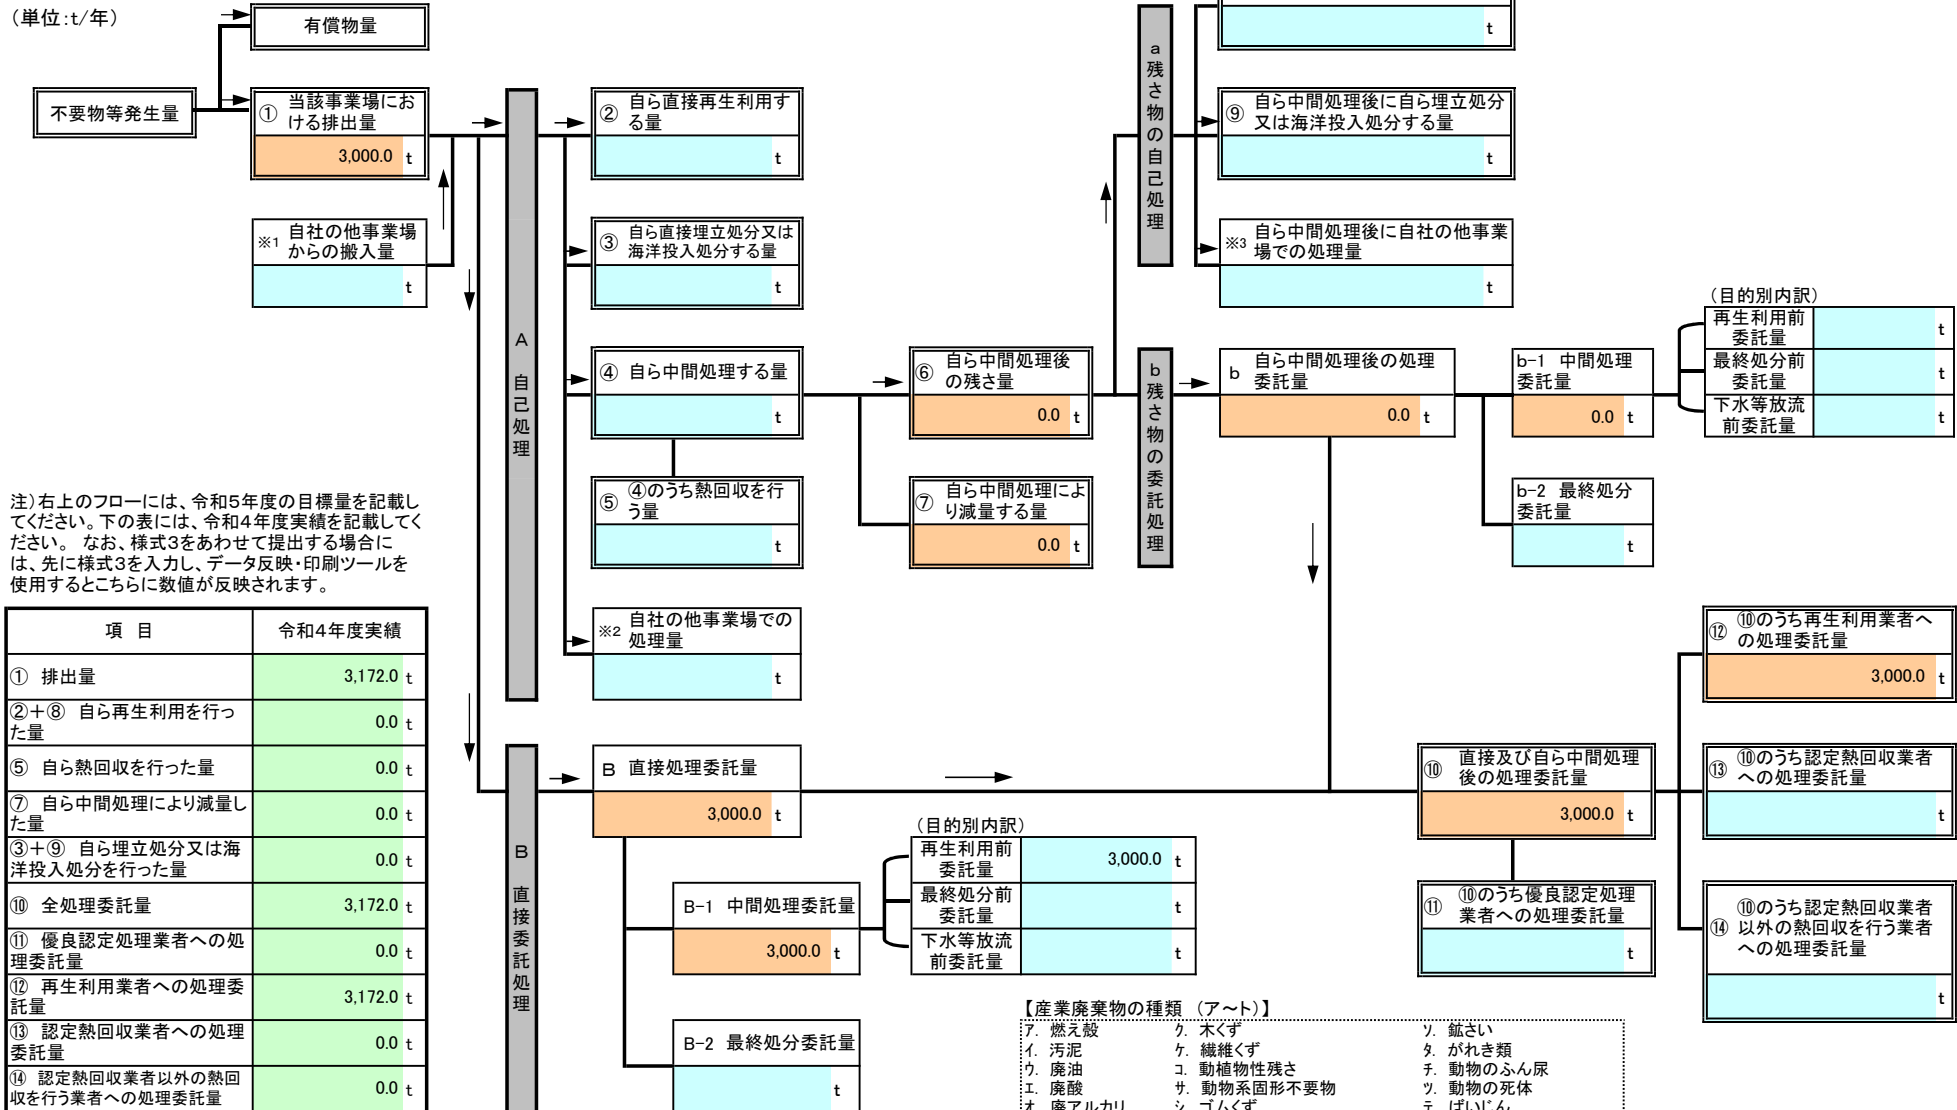 (単位:t/年)
有償物量
不要物等発生量
① 当該事業場にお
ける排出量
3,000.0 t
※1 自社の他事業場
からの搬入量
t
A 自己処理
② 自ら直接再生利用す
る量
t
③ 自ら直接埋立処分又は
海洋投入処分する量
t
④ 自ら中間処理する量
t
⑤ ④のうち熱回収を行
う量
t
※2 自社の他事業場での
処理量
t
⑥ 自ら中間処理後
の残さ量
0.0 t
⑦ 自ら中間処理によ
り減量する量
0.0 t
a 残さ物の自己処理
t
⑨ 自ら中間処理後に自ら埋立処分
又は海洋投入処分する量
t
※3 自ら中間処理後に自社の他事業
場での処理量
t
b 残さ物の委託処理
b 自ら中間処理後の処理
委託量
0.0 t
b-1 中間処理
委託量
0.0 t
b-2 最終処分
委託量
t
(目的別内訳)
再生利用前
委託量
t
最終処分前
委託量
t
下水等放流
前委託量
t
注)右上のフローには、令和5年度の目標量を記載し
てください。下の表には、令和4年度実績を記載してく
ださい。 なお、様式3をあわせて提出する場合に
は、先に様式3を入力し、データ反映・印刷ツールを
使用するとこちらに数値が反映されます。
項 目 令和4年度実績
① 排出量 3,172.0 t
②+⑧ 自ら再生利用を行っ
た量
0.0 t
⑤ 自ら熱回収を行った量 0.0 t
⑦ 自ら中間処理により減量し
た量
0.0 t
③+⑨ 自ら埋立処分又は海
洋投入処分を行った量
0.0 t
⑩ 全処理委託量 3,172.0 t
⑪ 優良認定処理業者への処
理委託量
0.0 t
⑫ 再生利用業者への処理委
託量
3,172.0 t
⑬ 認定熱回収業者への処理
委託量
0.0 t
⑭ 認定熱回収業者以外の熱回
収を行う業者への処理委託量
0.0 t
B 直接委託処理
B 直接処理委託量
3,000.0 t
B-1 中間処理委託量
3,000.0 t
B-2 最終処分委託量
t
(目的別内訳)
再生利用前
委託量
3,000.0 t
最終処分前
委託量
t
下水等放流
前委託量
t
⑩ 直接及び自ら中間処理
後の処理委託量
3,000.0 t
⑪ ⑩のうち優良認定処理
業者への処理委託量
t
⑫ ⑩のうち再生利用業者へ
の処理委託量
3,000.0 t
⑬ ⑩のうち認定熱回収業者
への処理委託量
t
⑭ ⑩のうち認定熱回収業者
以外の熱回収を行う業者
への処理委託量
t
【産業廃棄物の種類 (ア~ト)】
ア. 燃え殻 ク. 木くず ソ. 鉱さい
イ. 汚泥 ケ. 繊維くず タ. がれき類
ウ. 廃油 コ. 動植物性残さ チ. 動物のふん尿
エ. 廃酸 サ. 動物系固形不要物 ツ. 動物の死体
オ. 廃アルカリ シ. ゴムくず テ. ばいじん